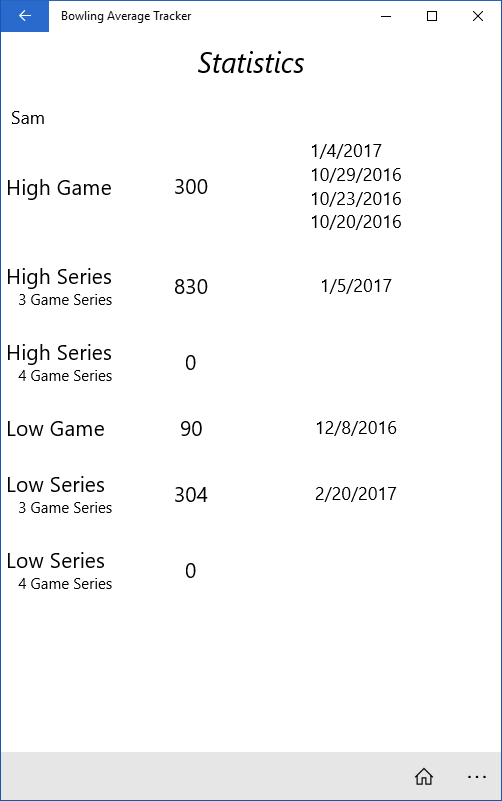 Bowling Average Tracker
Statistics
Sam
High Game 300 1/4/2017
10/29/2016
10/23/2016
10/20/2016
High Series 830 1/5/2017
3 Game Series
High Series 0
4 Game Series
Low Game 90 12/8/2016
Low Series 304 2/20/2017
3 Game Series
Low Series 0
4 Game Series